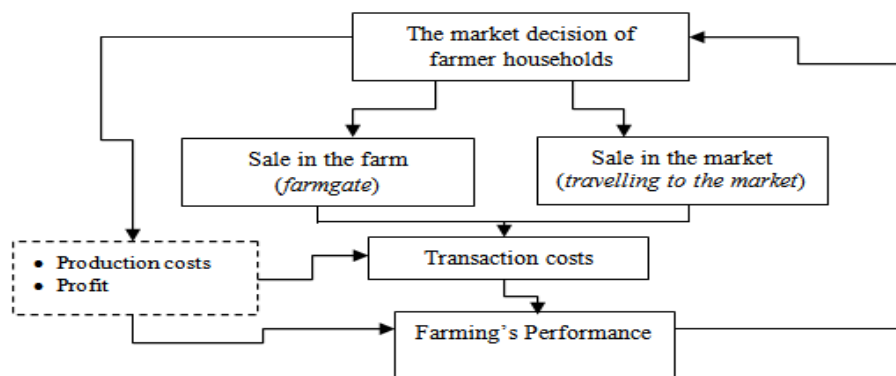 The market decision of
farmer households
Sale in the farm
(farmgate)
Sale in the market
(travelling to the market)
• Production costs
• Profit
Transaction costs
Farming's Performance